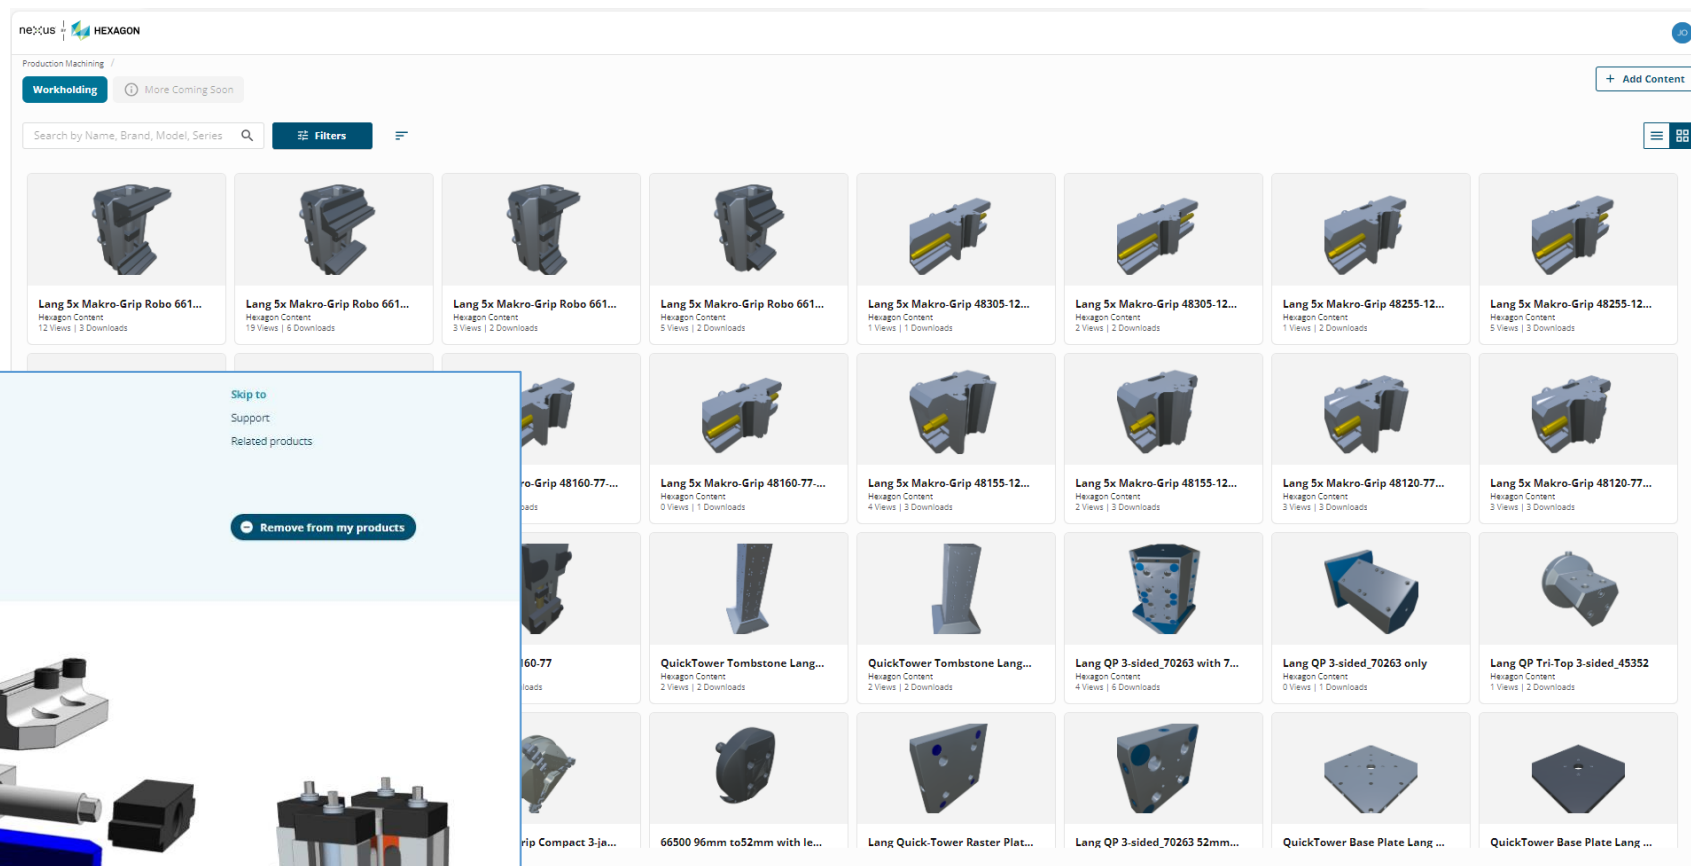 nexus
HEXAGON
JO
Production Machining /
Workholding
More Coming Soon
+ Add Content
Search by Name, Brand, Model, Series
Filters
Lang 5x Makro-Grip Robo 661...
Hexagon Content
12 Views | 3 Downloads
Lang 5x Makro-Grip Robo 661...
Hexagon Content
19 Views | 6 Downloads
Lang 5x Makro-Grip Robo 661...
Hexagon Content
3 Views | 2 Downloads
Lang 5x Makro-Grip Robo 661...
Hexagon Content
5 Views | 2 Downloads
Lang 5x Makro-Grip 48305-12...
Hexagon Content
1 Views | 1 Downloads
Lang 5x Makro-Grip 48305-12...
Hexagon Content
2 Views | 2 Downloads
Lang 5x Makro-Grip 48255-12...
Hexagon Content
1 Views | 2 Downloads
Lang 5x Makro-Grip 48255-12...
Hexagon Content
5 Views | 3 Downloads
Skip to
Support
Related products
Remove from my products
ro-Grip 48160-77-...
oads
Lang 5x Makro-Grip 48160-77-...
Hexagon Content
0 Views | 1 Downloads
Lang 5x Makro-Grip 48155-12...
Hexagon Content
4 Views | 3 Downloads
Lang 5x Makro-Grip 48155-12...
Hexagon Content
2 Views | 3 Downloads
Lang 5x Makro-Grip 48120-77...
Hexagon Content
3 Views | 3 Downloads
Lang 5x Makro-Grip 48120-77...
Hexagon Content
3 Views | 3 Downloads
160-77
loads
QuickTower Tombstone Lang...
Hexagon Content
2 Views | 2 Downloads
QuickTower Tombstone Lang...
Hexagon Content
2 Views | 2 Downloads
Lang QP 3-sided_70263 with 7...
Hexagon Content
4 Views | 6 Downloads
Lang QP 3-sided_70263 only
Hexagon Content
0 Views | 1 Downloads
Lang QP Tri-Top 3-sided_45352
Hexagon Content
1 Views | 2 Downloads
rip Compact 3-ja...
66500 96mm to52mm with le...
Lang Quick-Tower Raster Plat...
Lang QP 3-sided_70263 52mm...
QuickTower Base Plate Lang ...
QuickTower Base Plate Lang ...